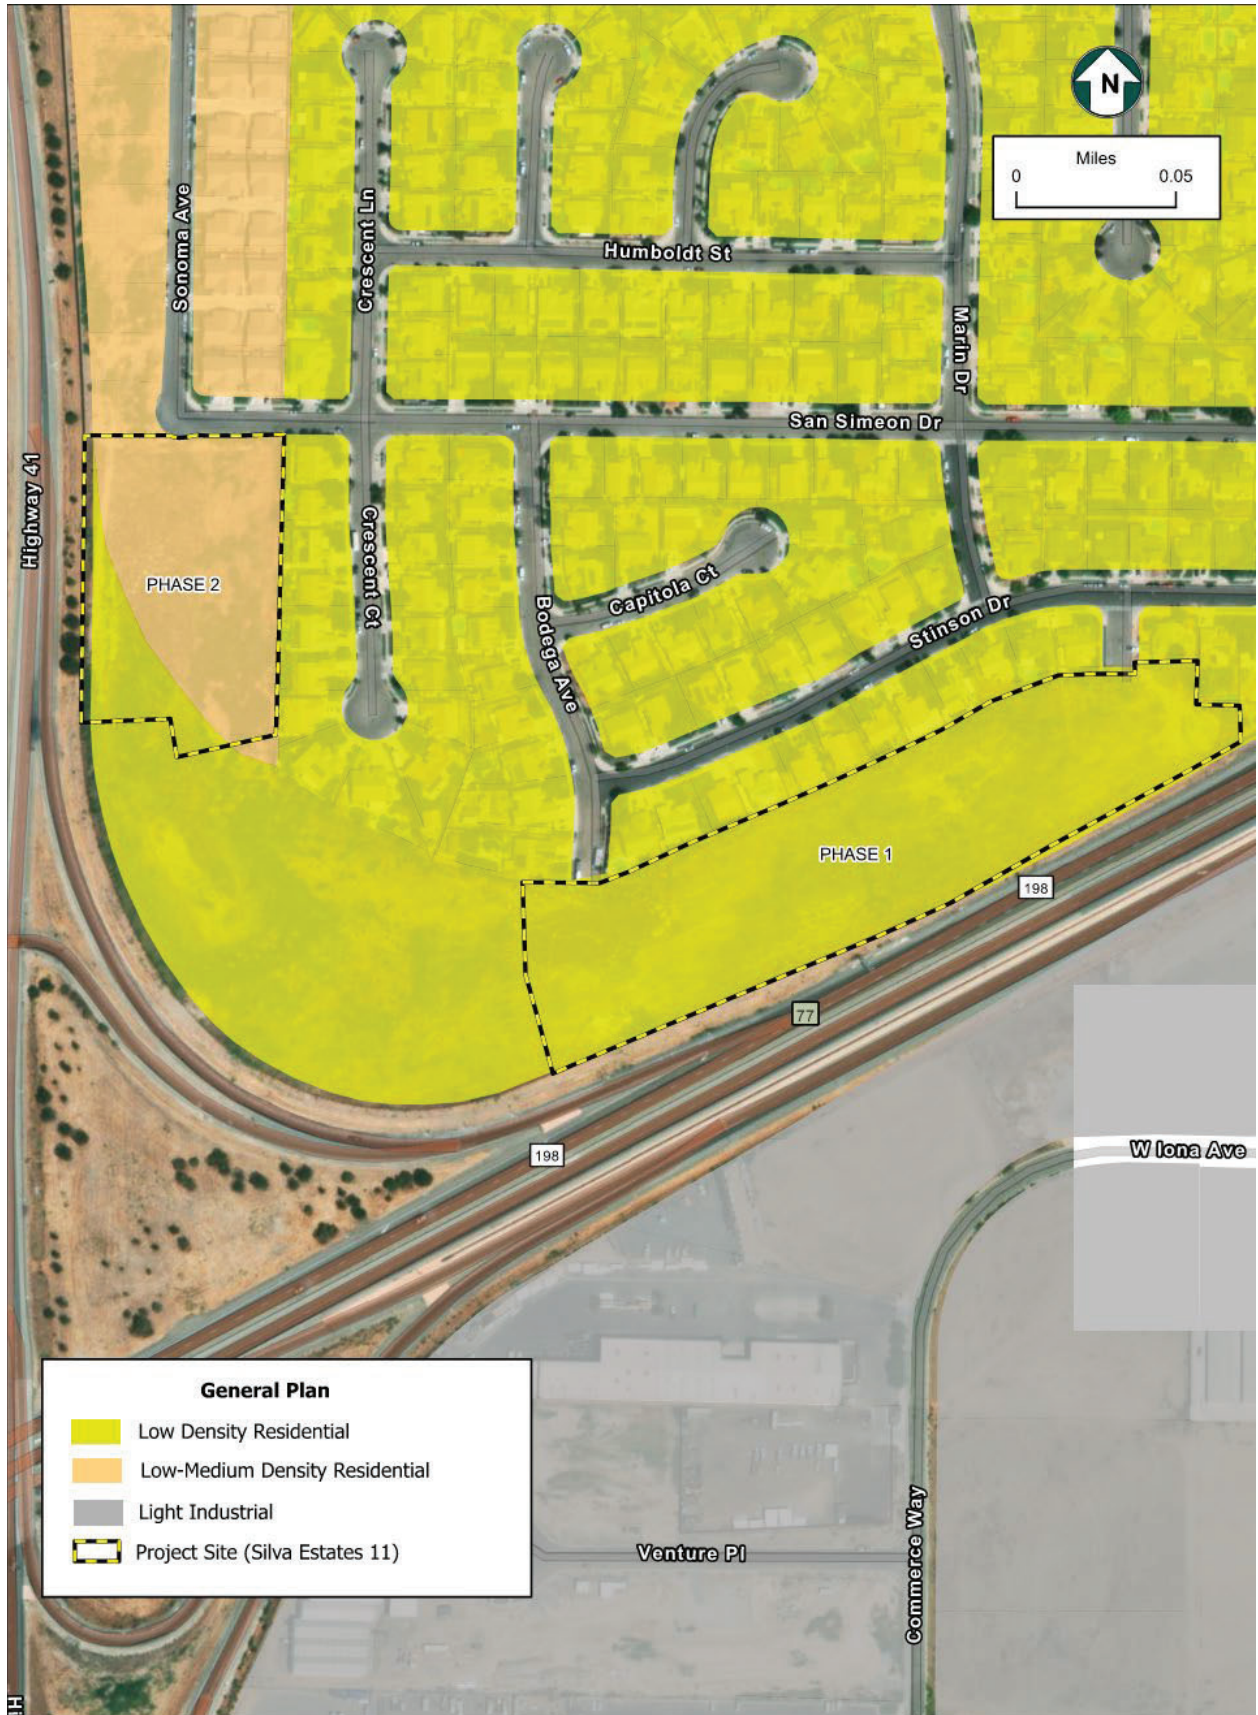 N
Miles
0 0.05
Sonoma Ave
Crescent Ln
Humboldt St
Marin Dr
San Simeon Dr
Highway 41
PHASE 2
Crescent Ct
Bodega Ave
Capitola Ct
Stinson Dr
PHASE 1
198
77
198
W Iona Ave
General Plan
Low Density Residential
Low-Medium Density Residential
Light Industrial
Project Site (Silva Estates 11)
Venture Pl
Commerce Way